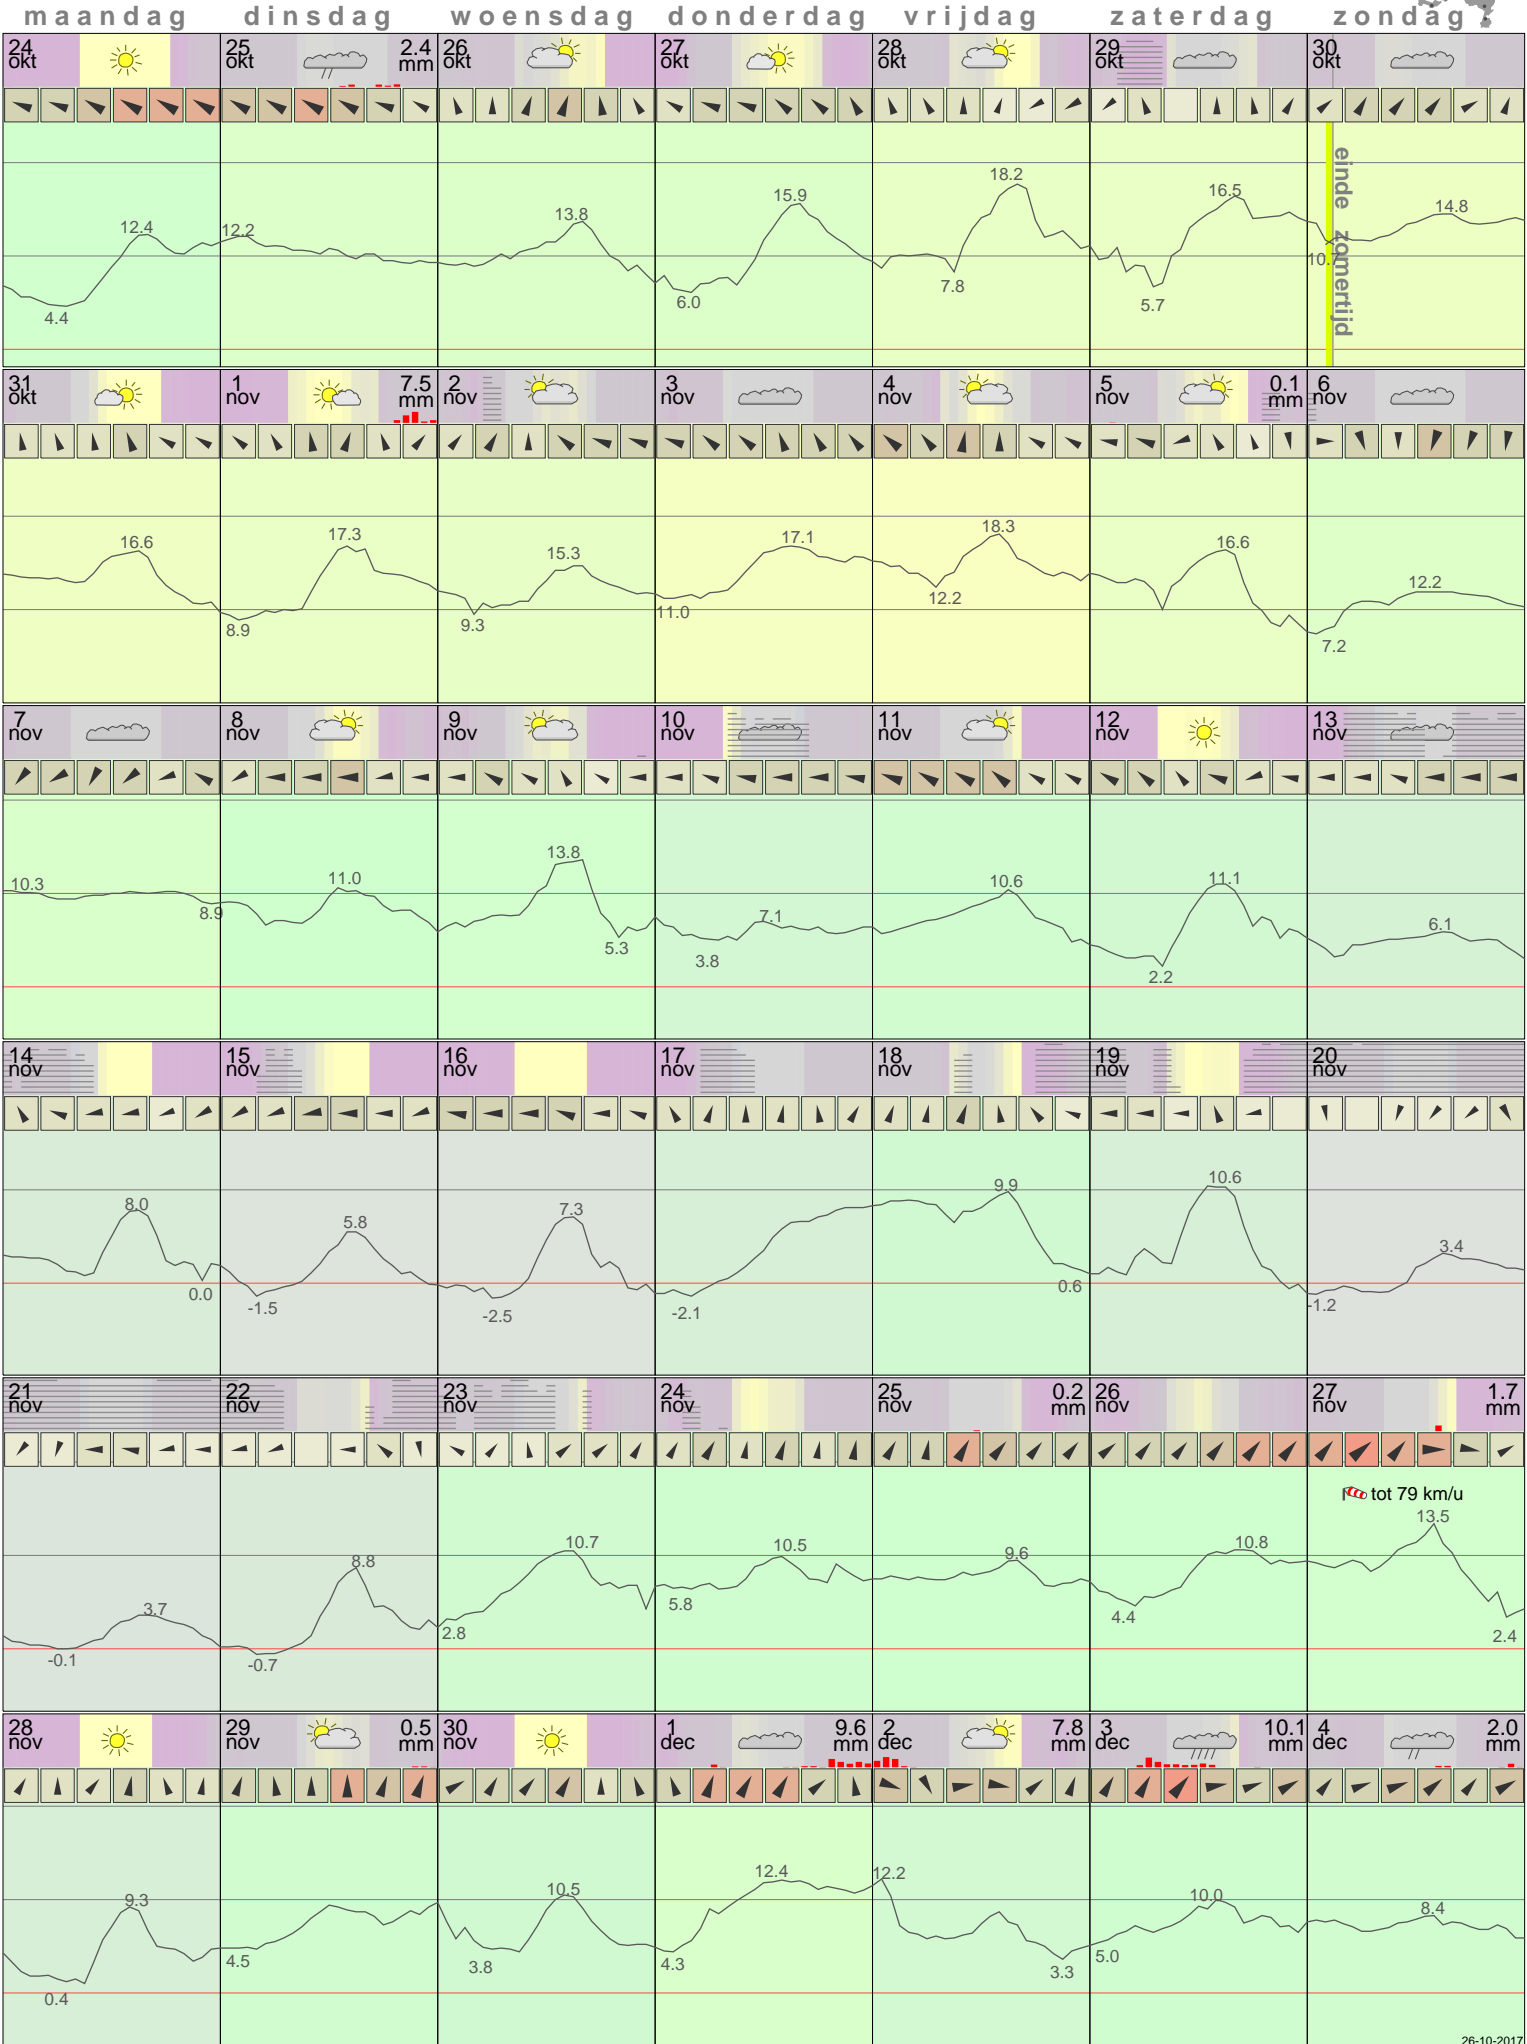 maandag dinsdag woensdag donderdag vrijdag zaterdag zondag
24 okt 25 okt 2.4 mm 26 okt 27 okt 28 okt 29 okt 30 okt
einde zomertijd
12.4 12.2 13.8 15.9 18.2 16.5 14.8
4.4 6.0 7.8 5.7 10.7
31 okt 1 nov 7.5 mm 2 nov 3 nov 4 nov 5 nov 0.1 mm 6 nov
16.6 17.3 15.3 17.1 18.3 16.6 12.2
8.9 9.3 11.0 12.2 7.2
7 nov 8 nov 9 nov 10 nov 11 nov 12 nov 13 nov
10.3 11.0 13.8 7.1 10.6 11.1 6.1
8.9 5.3 3.8 2.2
14 nov 15 nov 16 nov 17 nov 18 nov 19 nov 20 nov
8.0 5.8 7.3 9.9 10.6 3.4
0.0 -1.5 -2.5 -2.1 0.6 -1.2
21 nov 22 nov 23 nov 24 nov 25 nov 0.2 mm 26 nov 27 nov 1.7 mm
tot 79 km/u
3.7 8.8 10.7 10.5 9.6 10.8 13.5
-0.1 -0.7 2.8 5.8 4.4 2.4
28 nov 29 nov 0.5 mm 30 nov 1 dec 9.6 mm 2 dec 7.8 mm 3 dec 10.1 mm 4 dec 2.0 mm
9.3 10.5 12.4 12.2 10.0 8.4
0.4 4.5 3.8 4.3 3.3 5.0
26-10-2017